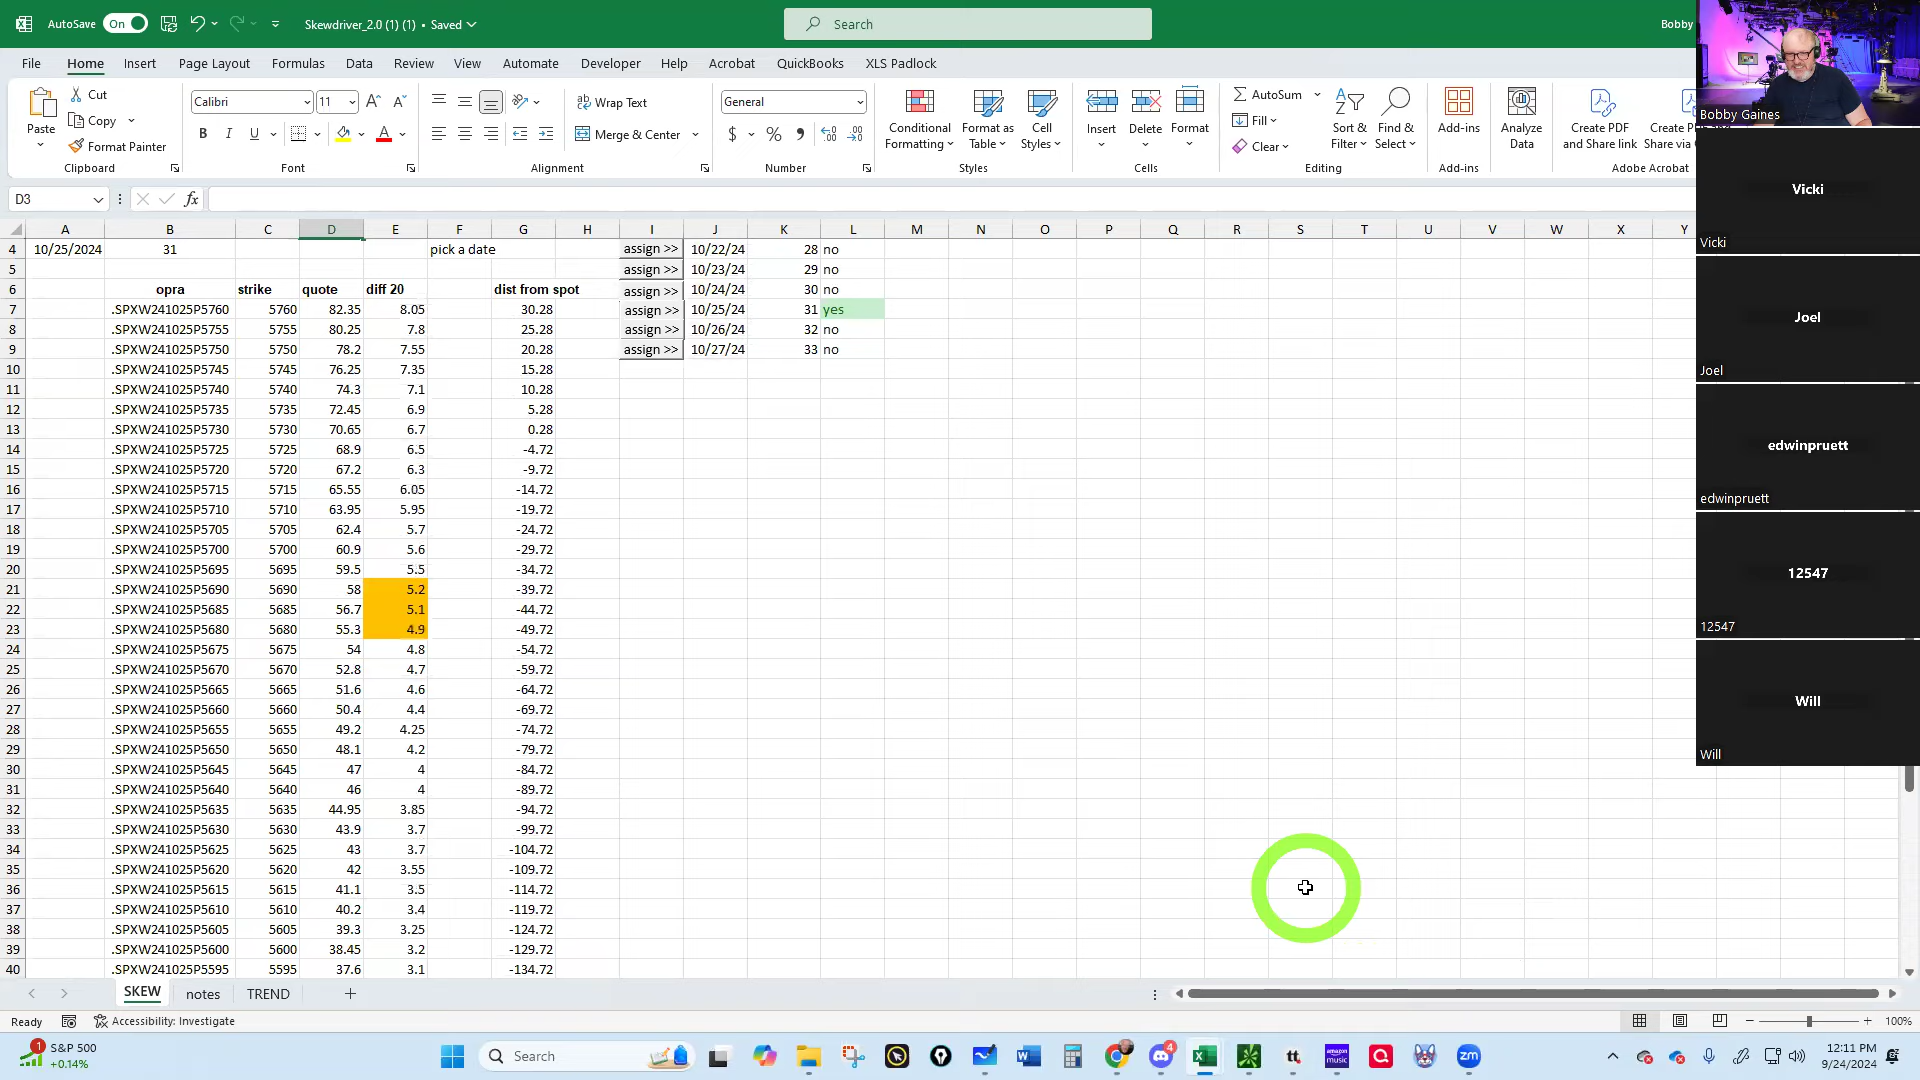 AutoSave On Skewdriver_2.0 (1) (1) • Saved Search Bobby
File Home Insert Page Layout Formulas Data Review View Automate Developer Help Acrobat QuickBooks XLS Padlock
Paste Cut Copy Format Painter Clipboard
Calibri 11 B I U A Font
ab Wrap Text Merge & Center Alignment
General $ % , Number
Conditional Formatting Format as Table Cell Styles Styles
Insert Delete Format Cells
AutoSum Fill Clear Sort & Filter Find & Select Editing
Add-ins Add-ins
Analyze Data
Create PDF and Share link Create Share via Adobe Acrobat
D3 fx
A B C D E F G H I J K L M N O P Q R S T U V W X Y
4 10/25/2024 31 pick a date assign >> 10/22/24 28 no
5 assign >> 10/23/24 29 no
6 opra strike quote diff 20 dist from spot assign >> 10/24/24 30 no
7 .SPXW241025P5760 5760 82.35 8.05 30.28 assign >> 10/25/24 31 yes
8 .SPXW241025P5755 5755 80.25 7.8 25.28 assign >> 10/26/24 32 no
9 .SPXW241025P5750 5750 78.2 7.55 20.28 assign >> 10/27/24 33 no
10 .SPXW241025P5745 5745 76.25 7.35 15.28
11 .SPXW241025P5740 5740 74.3 7.1 10.28
12 .SPXW241025P5735 5735 72.45 6.9 5.28
13 .SPXW241025P5730 5730 70.65 6.7 0.28
14 .SPXW241025P5725 5725 68.9 6.5 -4.72
15 .SPXW241025P5720 5720 67.2 6.3 -9.72
16 .SPXW241025P5715 5715 65.55 6.05 -14.72
17 .SPXW241025P5710 5710 63.95 5.95 -19.72
18 .SPXW241025P5705 5705 62.4 5.7 -24.72
19 .SPXW241025P5700 5700 60.9 5.6 -29.72
20 .SPXW241025P5695 5695 59.5 5.5 -34.72
21 .SPXW241025P5690 5690 58 5.2 -39.72
22 .SPXW241025P5685 5685 56.7 5.1 -44.72
23 .SPXW241025P5680 5680 55.3 4.9 -49.72
24 .SPXW241025P5675 5675 54 4.8 -54.72
25 .SPXW241025P5670 5670 52.8 4.7 -59.72
26 .SPXW241025P5665 5665 51.6 4.6 -64.72
27 .SPXW241025P5660 5660 50.4 4.4 -69.72
28 .SPXW241025P5655 5655 49.2 4.25 -74.72
29 .SPXW241025P5650 5650 48.1 4.2 -79.72
30 .SPXW241025P5645 5645 47 4 -84.72
31 .SPXW241025P5640 5640 46 4 -89.72
32 .SPXW241025P5635 5635 44.95 3.85 -94.72
33 .SPXW241025P5630 5630 43.9 3.7 -99.72
34 .SPXW241025P5625 5625 43 3.7 -104.72
35 .SPXW241025P5620 5620 42 3.55 -109.72
36 .SPXW241025P5615 5615 41.1 3.5 -114.72
37 .SPXW241025P5610 5610 40.2 3.4 -119.72
38 .SPXW241025P5605 5605 39.3 3.25 -124.72
39 .SPXW241025P5600 5600 38.45 3.2 -129.72
40 .SPXW241025P5595 5595 37.6 3.1 -134.72
SKEW notes TREND +
Ready Accessibility: Investigate 100%
1 S&P 500 +0.14% Search 4 tt amazon music zm 12:11 PM 9/24/2024
Bobby Gaines
Vicki
Vicki
Joel
Joel
edwinpruett
edwinpruett
12547
12547
Will
Will